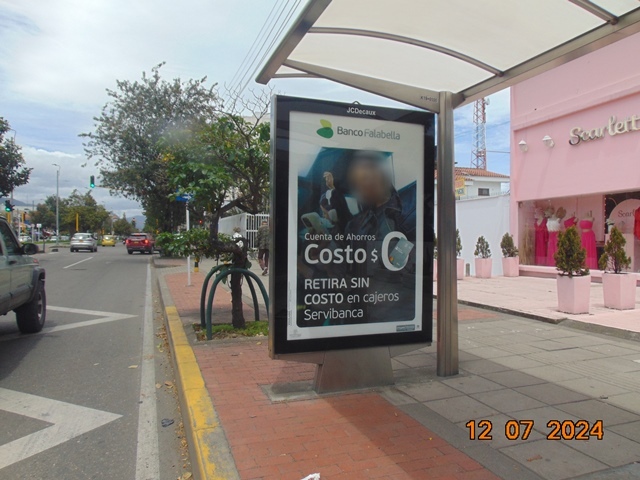 JCDecaux
Banco Falabella
Scarlett
Cuenta de Ahorros
Costo $0
RETIRA SIN
COSTO en cajeros
Servibanca
12 07 2024